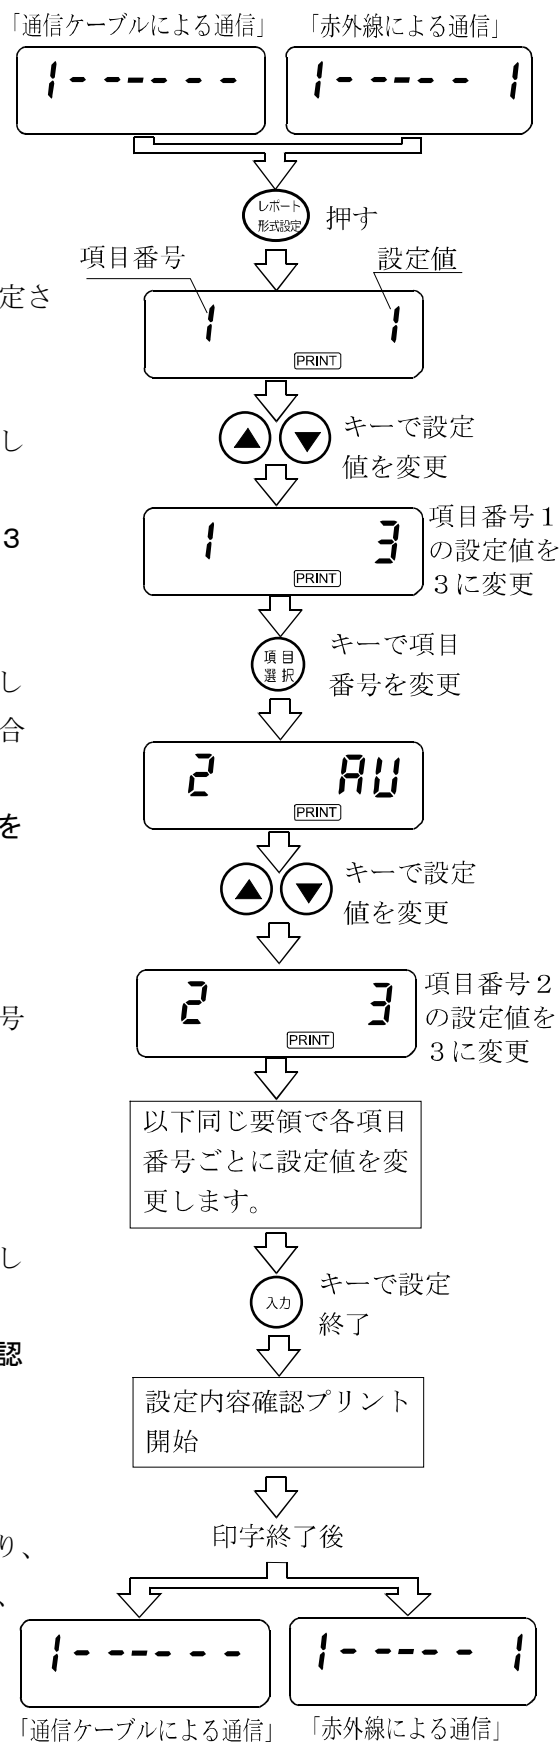 「通信ケーブルによる通信」 「赤外線による通信」
1- ----- 1- ---- 1
レポート
形式設定
押す
項目番号 設定値
定さ
1 1
PRINT
し
キーで設定
値を変更
3
1 3
PRINT
項目番号1
の設定値を
3に変更
項目
選択
キーで項目
番号を変更
し
合
2 AU
PRINT
を
キーで設定
値を変更
2 3
PRINT
項目番号2
の設定値を
3に変更
号
以下同じ要領で各項目
番号ごとに設定値を変
更します。
し
入力
キーで設定
終了
認
設定内容確認プリント
開始
印字終了後
り、
、
1- ----- 1- ---- 1
「通信ケーブルによる通信」 「赤外線による通信」